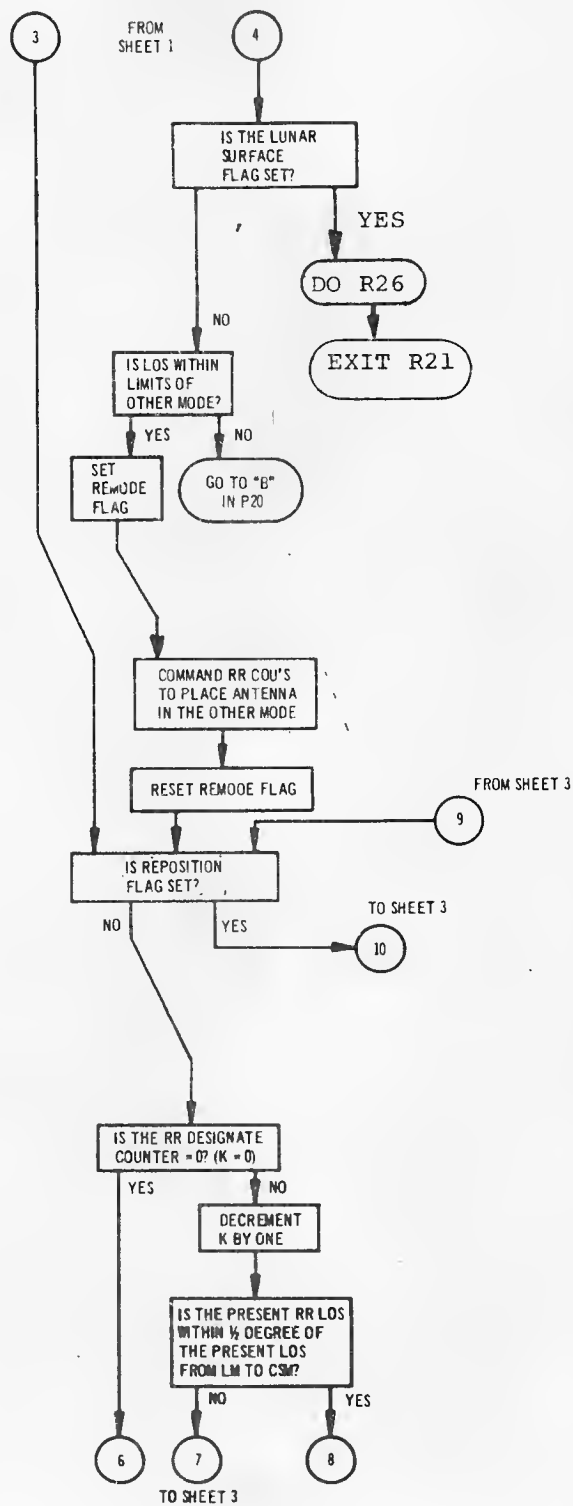 3
FROM
SHEET 1
4
IS THE LUNAR
SURFACE
FLAG SET?
YES
DO R26
NO
EXIT R21
IS LOS WITHIN
LIMITS OF
OTHER MODE?
YES
NO
SET
REMODE
FLAG
GO TO "B"
IN P20
COMMAND RR COU'S
TO PLACE ANTENNA
IN THE OTHER MODE
RESET REMODE FLAG
FROM SHEET 3
9
IS REPOSITION
FLAG SET?
NO
YES
TO SHEET 3
10
IS THE RR DESIGNATE
COUNTER = 0? (K = 0)
YES
NO
DECREMENT
K BY ONE
IS THE PRESENT RR LOS
WITHIN ½ DEGREE OF
THE PRESENT LOS
FROM LM TO CSM?
NO
YES
6
7
8
TO SHEET 3